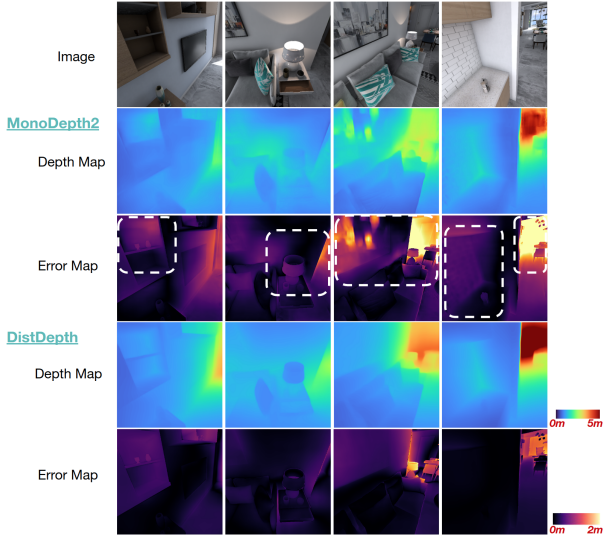 Image
MonoDepth2
Depth Map
Error Map
DistDepth
Depth Map
0m 5m
Error Map
0m 2m